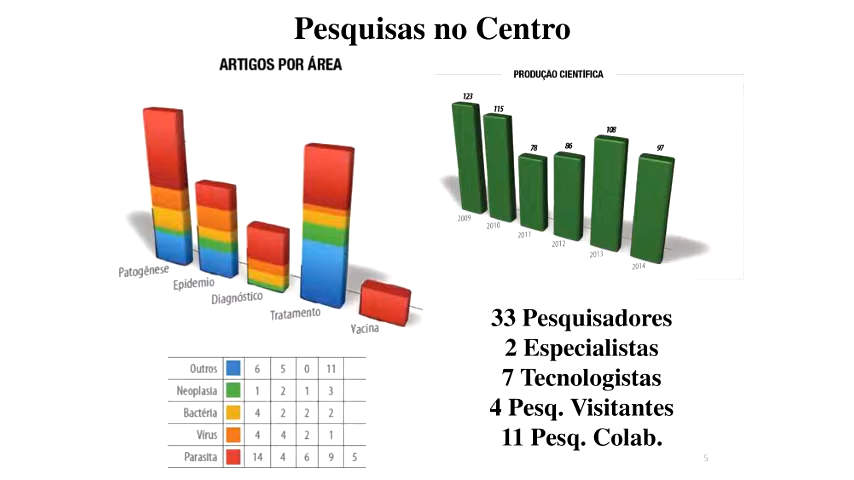 Pesquisas no Centro
ARTIGOS POR ÁREA
Patogênese
Epidemio
Diagnóstico
Tratamento
Vacina
Outros 6 5 0 11
Neoplasia 1 2 1 3
Bactéria 4 2 2 2
Vírus 4 4 2 1
Parasita 14 4 6 9 5
PRODUÇÃO CIENTÍFICA
123
115
78
86
108
97
2009
2010
2011
2012
2013
2014
33 Pesquisadores
2 Especialistas
7 Tecnologistas
4 Pesq. Visitantes
11 Pesq. Colab.
5